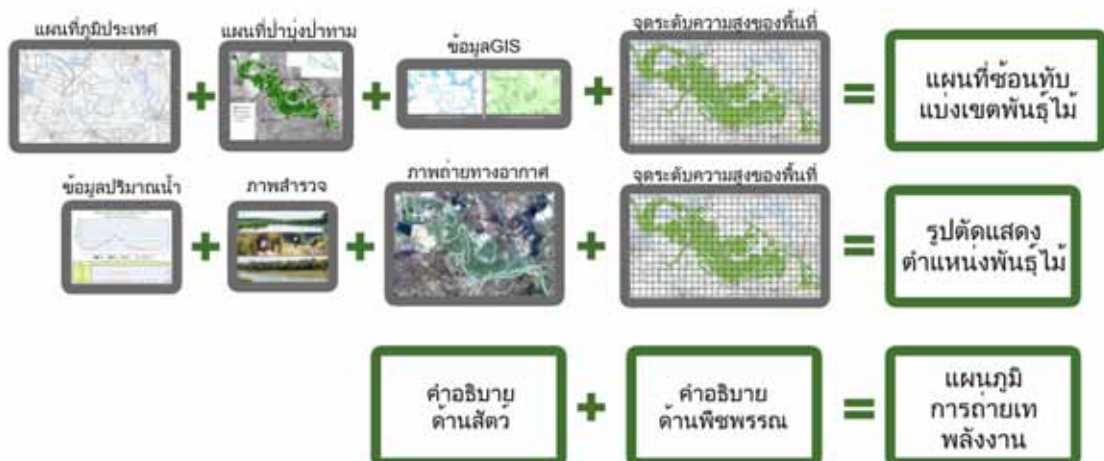 แผนที่ภูมิประเทศ
แผนที่ป่าบุ่งป่าทาม
ข้อมูลGIS
จุดระดับความสูงของพื้นที่
แผนที่ซ้อนทับ
แบ่งเขตพันธุ์ไม้
ข้อมูลปริมาณน้ำ
ภาพสำรวจ
ภาพถ่ายทางอากาศ
จุดระดับความสูงของพื้นที่
รูปตัดแสดง
ตำแหน่งพันธุ์ไม้
คำอธิบาย
ด้านสัตว์
คำอธิบาย
ด้านพืชพรรณ
แผนภูมิ
การถ่ายเท
พลังงาน